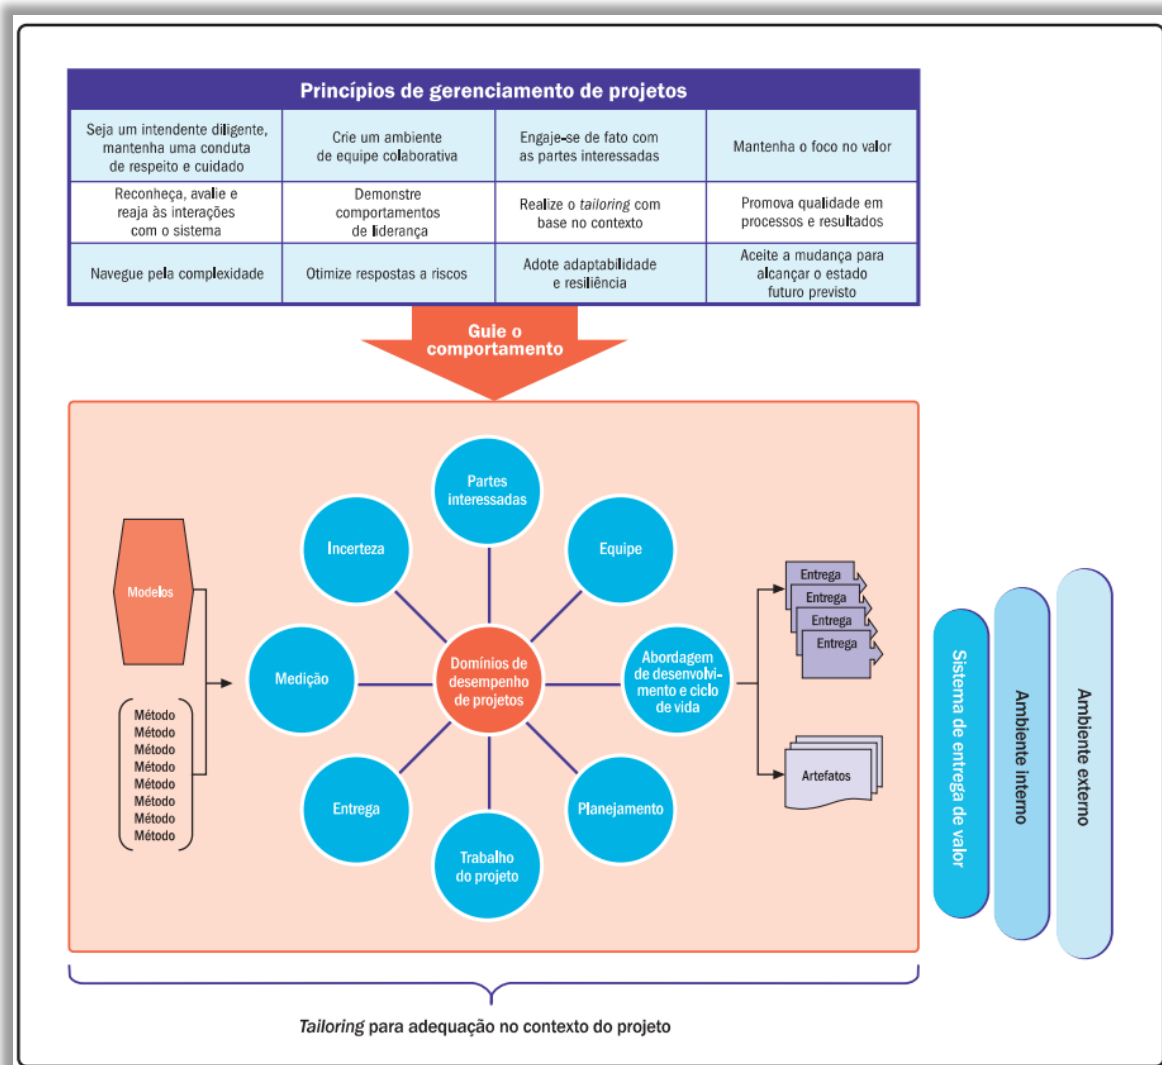 Princípios de gerenciamento de projetos
Seja um intendente diligente,
mantenha uma conduta
de respeito e cuidado
Crie um ambiente
de equipe colaborativa
Engaje-se de fato com
as partes interessadas
Mantenha o foco no valor
Reconheça, avalie e
reaja às interações
com o sistema
Demonstre
comportamentos
de liderança
Realize o tailoring com
base no contexto
Promova qualidade em
processos e resultados
Navegue pela complexidade
Otimize respostas a riscos
Adote adaptabilidade
e resiliência
Aceite a mudança para
alcançar o estado
futuro previsto
Guie o
comportamento
Partes
interessadas
Incerteza
Equipe
Modelos
Medição
Domínios de
desempenho
de projetos
Abordagem
de desenvolvi-
mento e ciclo
de vida
Entrega
Entrega
Entrega
Entrega
Método
Método
Método
Método
Método
Método
Método
Método
Entrega
Trabalho
do projeto
Planejamento
Artefatos
Sistema de entrega de valor
Ambiente interno
Ambiente externo
Tailoring para adequação no contexto do projeto